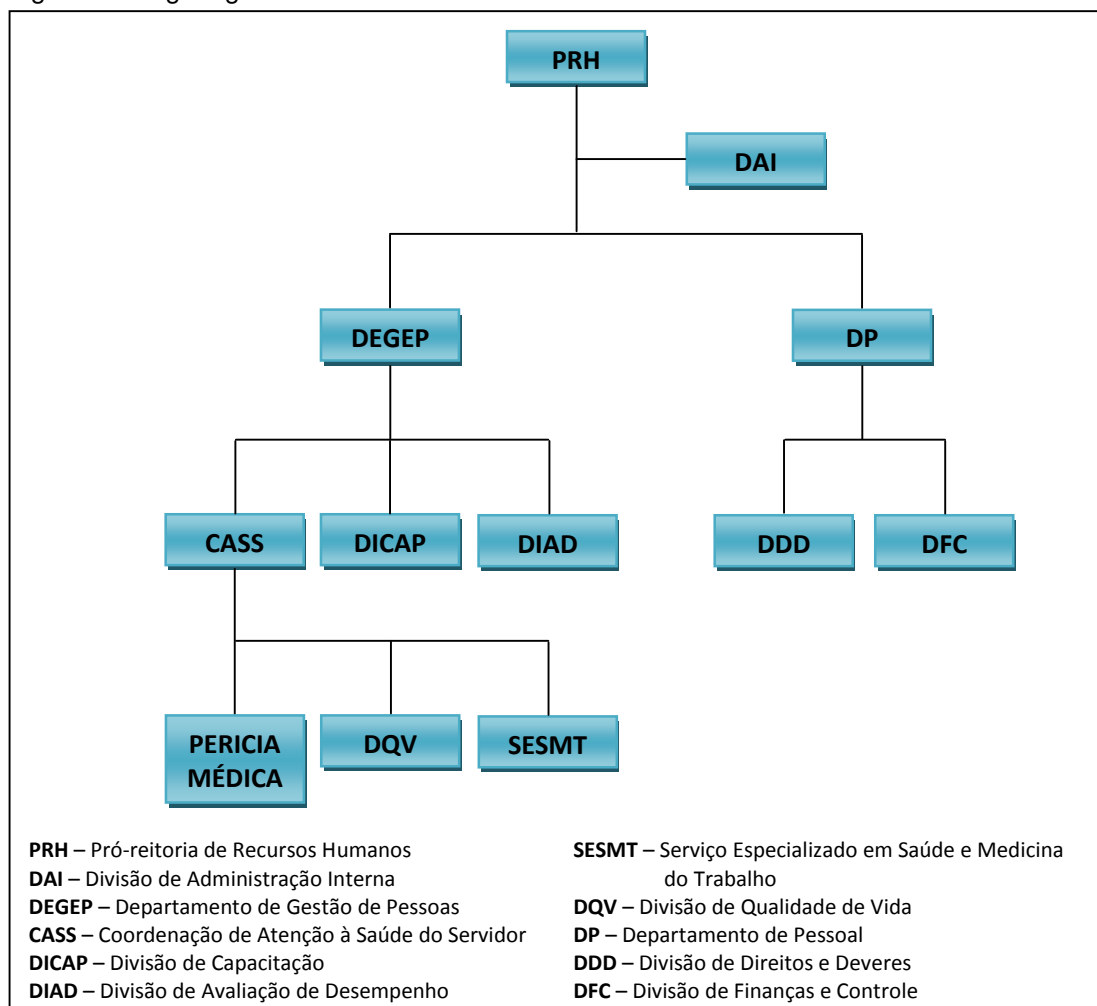 PRH
DAI
DEGEP
DP
CASS
DICAP
DIAD
DDD
DFC
PERICIA
MÉDICA
DQV
SESMT
PRH – Pró-reitoria de Recursos Humanos
DAI – Divisão de Administração Interna
DEGEP – Departamento de Gestão de Pessoas
CASS – Coordenação de Atenção à Saúde do Servidor
DICAP – Divisão de Capacitação
DIAD – Divisão de Avaliação de Desempenho
SESMT – Serviço Especializado em Saúde e Medicina
do Trabalho
DQV – Divisão de Qualidade de Vida
DP – Departamento de Pessoal
DDD – Divisão de Direitos e Deveres
DFC – Divisão de Finanças e Controle